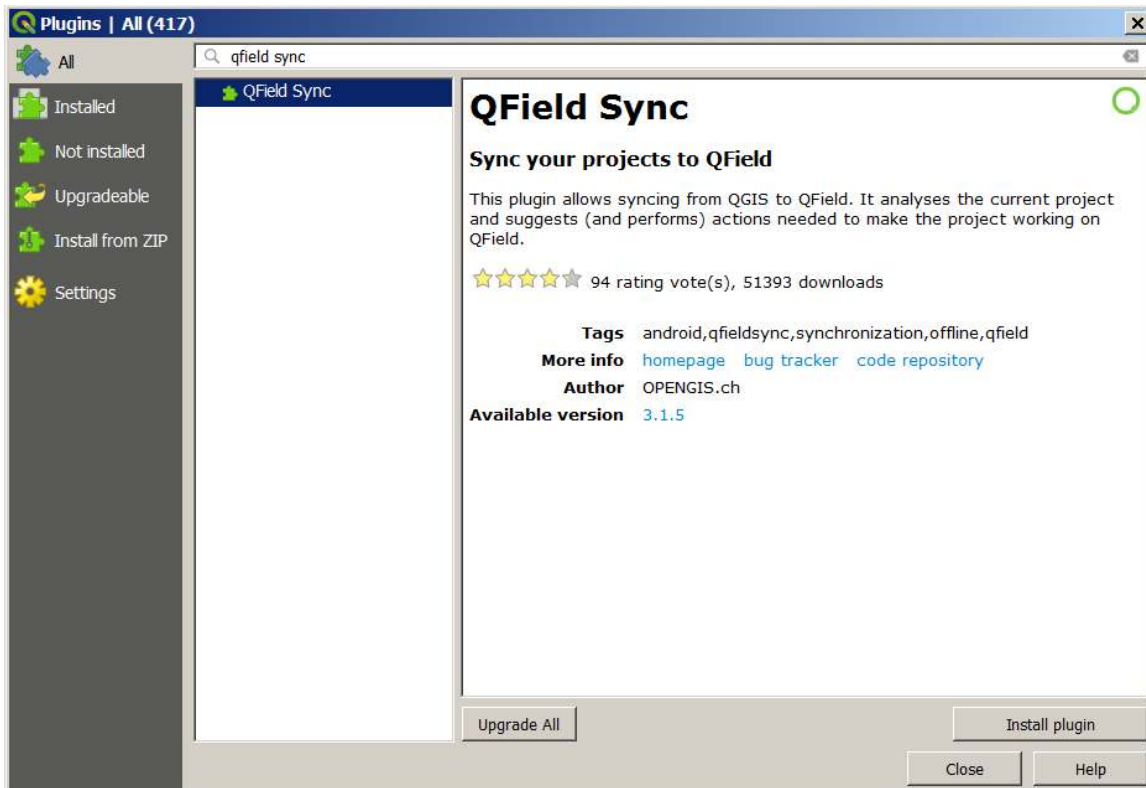 Plugins | All (417)
All
Installed
Not installed
Upgradeable
Install from ZIP
Settings
qfield sync
QField Sync
QField Sync
Sync your projects to QField
This plugin allows syncing from QGIS to QField. It analyses the current project
and suggests (and performs) actions needed to make the project working on
QField.
94 rating vote(s), 51393 downloads
Tags android,qfieldsync,synchronization,offline,qfield
More info homepage bug tracker code repository
Author OPENGIS.ch
Available version 3.1.5
Upgrade All
Install plugin
Close
Help